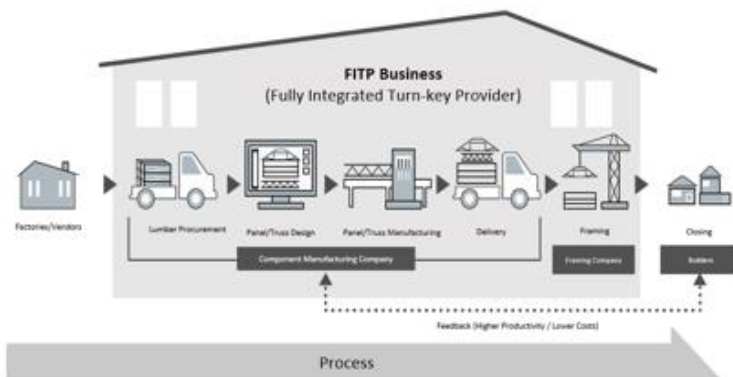 FITP Business
(Fully Integrated Turn-key Provider)
Factories/Vendors
Lumber Procurement
Panel/Truss Design
Panel/Truss Manufacturing
Delivery
Framing
Closing
Component Manufacturing Company
Framing Company
Builders
Feedback (Higher Productivity / Lower Costs)
Process